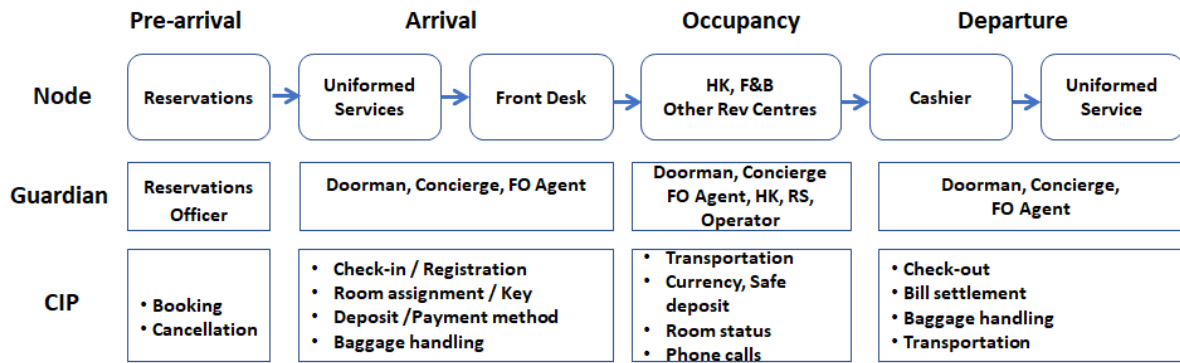 Pre-arrival
Arrival
Occupancy
Departure
Node
Reservations
Uniformed
Services
Front Desk
HK, F&B
Other Rev Centres
Cashier
Uniformed
Service
Guardian
Reservations
Officer
Doorman, Concierge, FO Agent
Doorman, Concierge
FO Agent, HK, RS,
Operator
Doorman, Concierge,
FO Agent
CIP
• Booking
• Cancellation
• Check-in / Registration
• Room assignment / Key
• Deposit /Payment method
• Baggage handling
• Transportation
• Currency, Safe
deposit
• Room status
• Phone calls
• Check-out
• Bill settlement
• Baggage handling
• Transportation